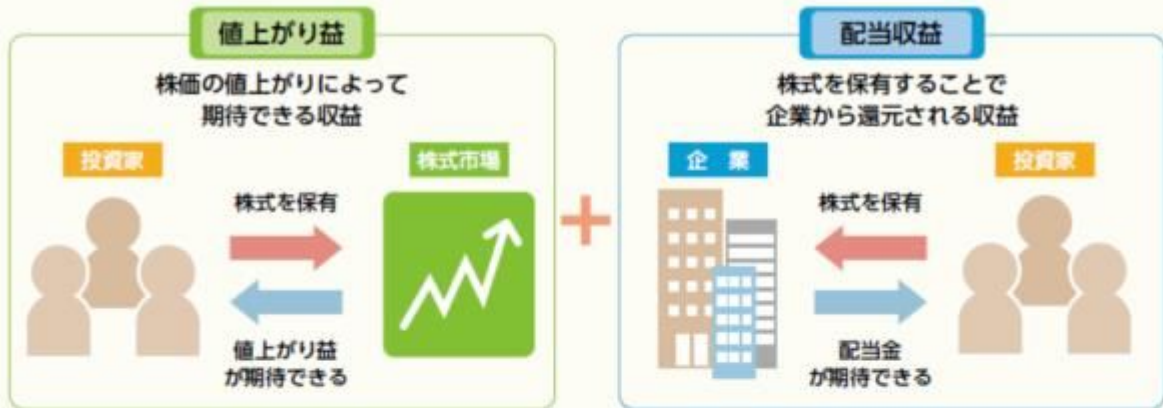 値上がり益
株価の値上がりによって
期待できる収益
投資家
株式市場
株式を保有
値上がり益
が期待できる
+
配当収益
株式を保有することで
企業から還元される収益
企 業
投資家
株式を保有
配当金
が期待できる